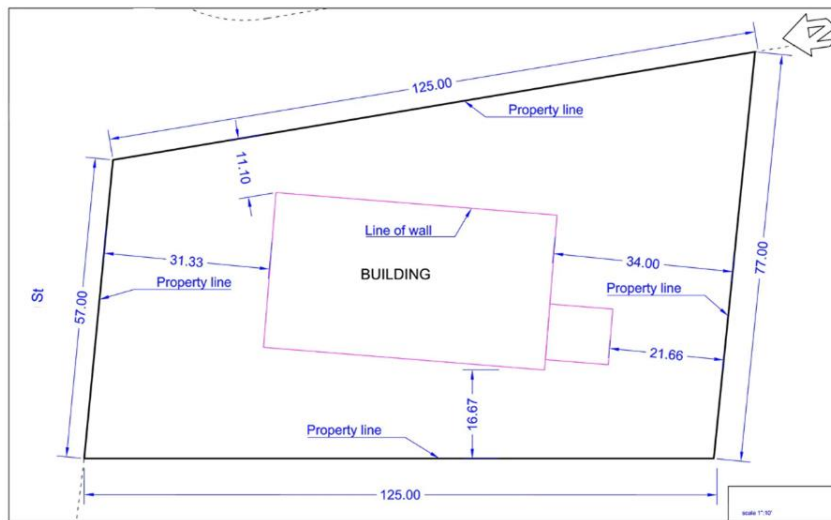 N
125.00
Property line
11.10
Line of wall
31.33
34.00
BUILDING
77.00
Property line
Property line
St
57.00
21.66
16.67
Property line
125.00
scale 1":10'